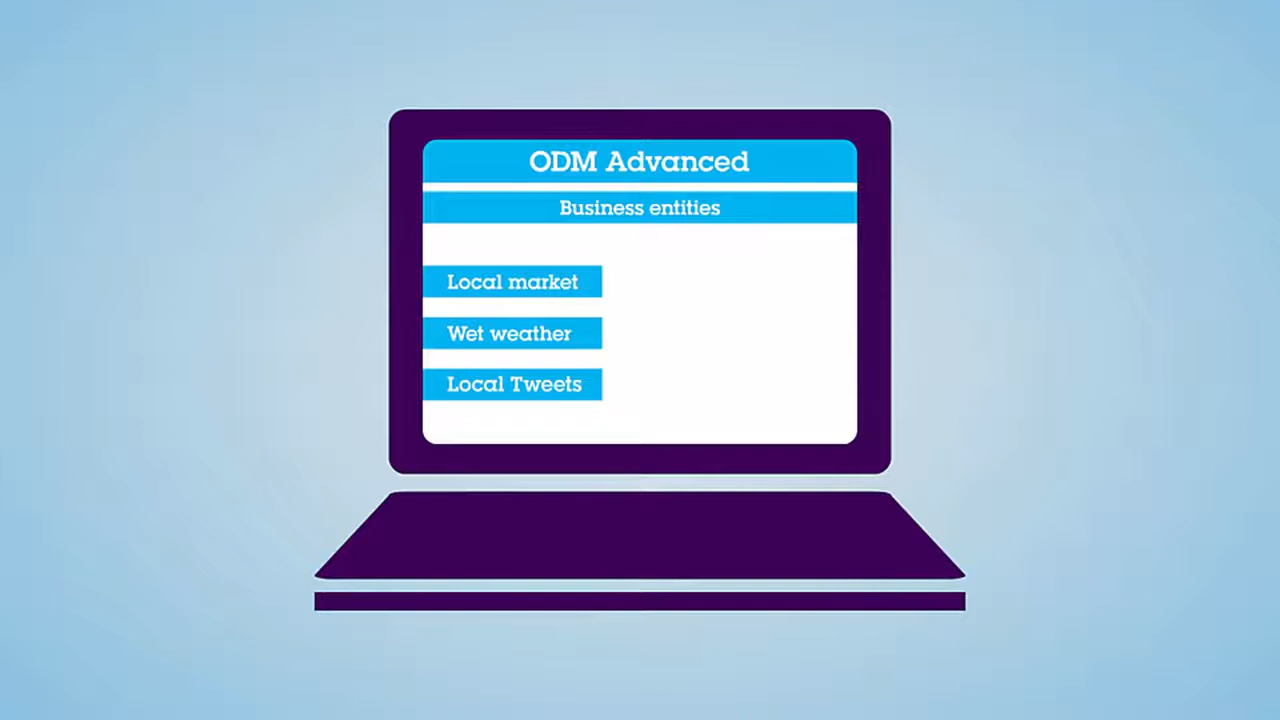 ODM Advanced
Business entities
Local market
Wet weather
Local Tweets